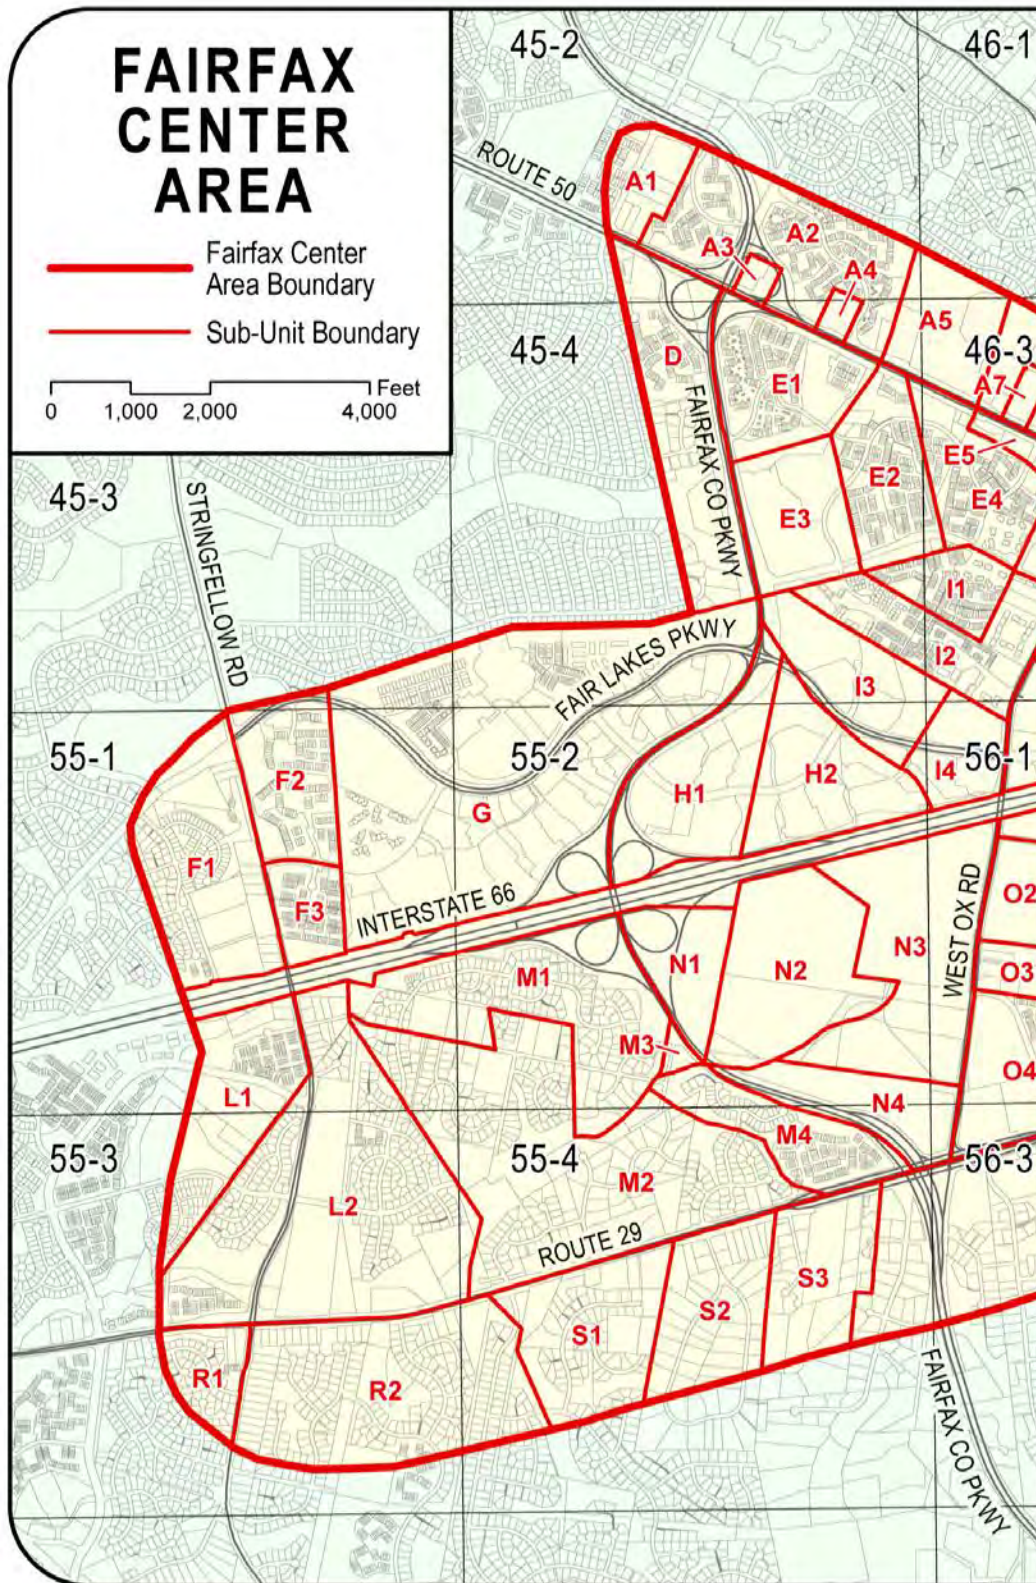 FAIRFAX
CENTER
AREA
Fairfax Center
Area Boundary
Sub-Unit Boundary
Feet
0 1,000 2,000 4,000
45-2
46-1
ROUTE 50
A1
A2
A3
A4
A5
45-4
46-3
D
A7
E1
FAIRFAX CO PKWY
E5
E2
E4
45-3
STRINGFELLOW RD
E3
I1
FAIR LAKES PKWY
I2
I3
55-1
55-2
56-1
F2
H2
I4
H1
G
F1
O2
F3
INTERSTATE 66
WEST OX RD
N3
N1
N2
O3
M1
M3
O4
L1
N4
M4
55-3
55-4
56-3
M2
L2
ROUTE 29
S3
S2
S1
R1
R2
FAIRFAX CO PKWY